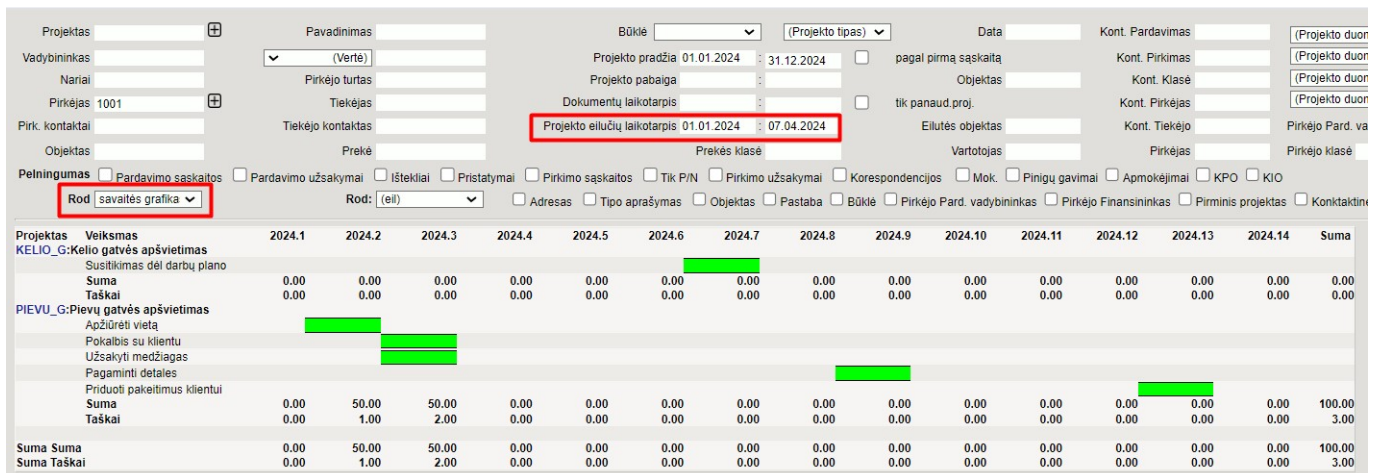 Projektas Pavadinimas Būklė (Projekto tipas) Data Kont. Pardavimas (Projekto duon
Vadybininkas (Vertė) Projekto pradžia 01.01.2024 : 31.12.2024 pagal pirmą sąskaitą Kont. Pirkimas (Projekto duon
Nariai Pirkėjo turtas Projekto pabaiga : Objektas Kont. Klasė (Projekto duon
Pirkėjas 1001 Tiekėjas Dokumentų laikotarpis : tik panaud.proj. Kont. Pirkėjas (Projekto duon
Pirk. kontaktai Tiekėjo kontaktas Projekto eilučių laikotarpis 01.01.2024 : 07.04.2024 Eilutės objektas Kont. Tiekėjo Pirkėjo Pard. va
Objektas Prekė Prekės klasė Vartotojas Pirkėjas Pirkėjo klasė
Pelningumas Pardavimo sąskaitos Pardavimo užsakymai Ištekliai Pristatymai Pirkimo sąskaitos Tik P/N Pirkimo užsakymai Korespondencijos Mok. Pinigų gavimai Apmokėjimai KPO KIO
Rod savaitės grafika Rod: (eil) Adresas Tipo aprašymas Objektas Pastaba Būklė Pirkėjo Pard. vadybininkas Pirkėjo Finansininkas Pirminis projektas Konktaktinė
Projektas Veiksmas 2024.1 2024.2 2024.3 2024.4 2024.5 2024.6 2024.7 2024.8 2024.9 2024.10 2024.11 2024.12 2024.13 2024.14 Suma
KELIO_G:Kelio gatvės apšvietimas
Susitikimas dėl darbų plano
Suma 0.00 0.00 0.00 0.00 0.00 0.00 0.00 0.00 0.00 0.00 0.00 0.00 0.00 0.00 0.00
Taškai 0.00 0.00 0.00 0.00 0.00 0.00 0.00 0.00 0.00 0.00 0.00 0.00 0.00 0.00 0.00
PIEVU_G:Pievų gatvės apšvietimas
Apžiūrėti vietą
Pokalbis su klientu
Užsakyti medžiagas
Pagaminti detales
Priduoti pakeitimus klientui
Suma 0.00 50.00 50.00 0.00 0.00 0.00 0.00 0.00 0.00 0.00 0.00 0.00 0.00 0.00 100.00
Taškai 0.00 1.00 2.00 0.00 0.00 0.00 0.00 0.00 0.00 0.00 0.00 0.00 0.00 0.00 3.00
Suma Suma 0.00 50.00 50.00 0.00 0.00 0.00 0.00 0.00 0.00 0.00 0.00 0.00 0.00 0.00 100.00
Suma Taškai 0.00 1.00 2.00 0.00 0.00 0.00 0.00 0.00 0.00 0.00 0.00 0.00 0.00 0.00 3.00